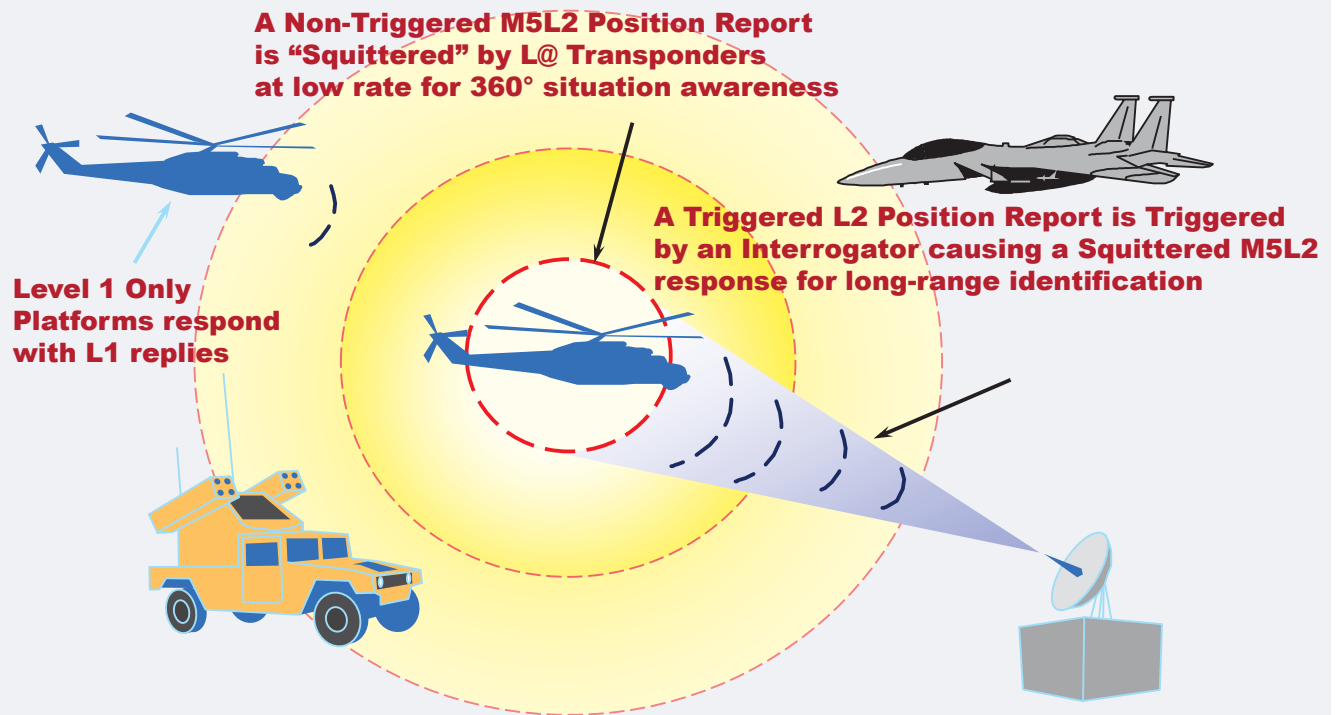 A Non-Triggered M5L2 Position Report
is “Squittered” by L@ Transponders
at low rate for 360° situation awareness
A Triggered L2 Position Report is Triggered
by an Interrogator causing a Squittered M5L2
response for long-range identification
Level 1 Only
Platforms respond
with L1 replies